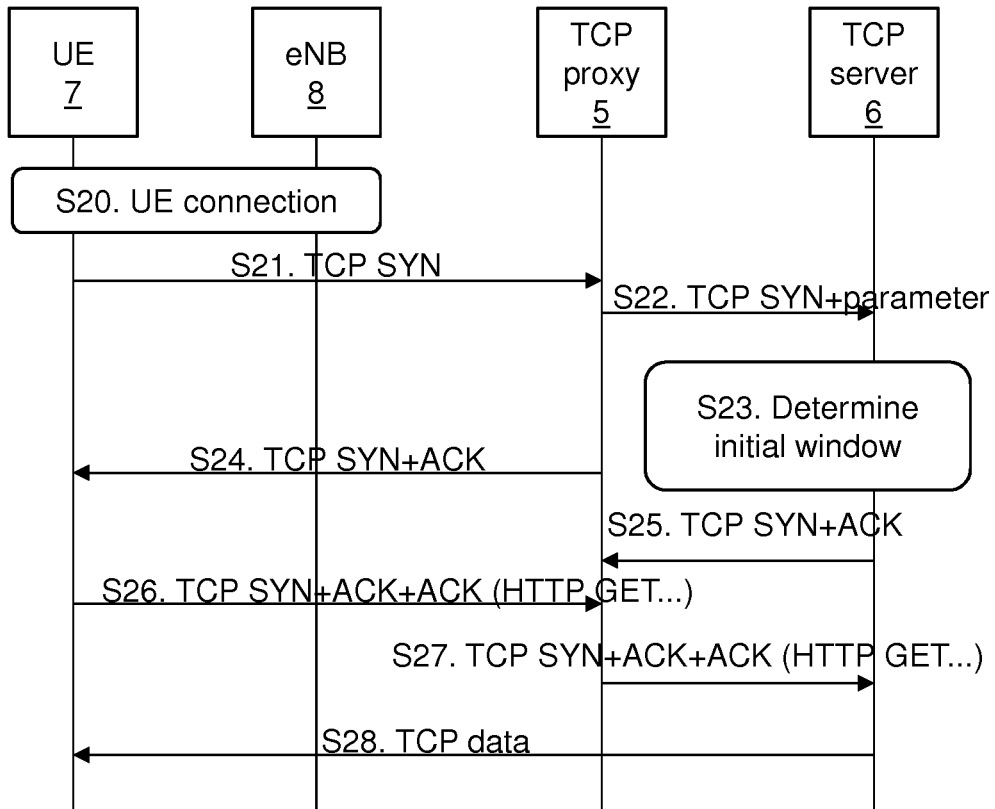 UE
7
eNB
8
TCP
proxy
5
TCP
server
6
S20. UE connection
S21. TCP SYN
S22. TCP SYN+parameter
S23. Determine
initial window
S24. TCP SYN+ACK
S25. TCP SYN+ACK
S26. TCP SYN+ACK+ACK (HTTP GET...)
S27. TCP SYN+ACK+ACK (HTTP GET...)
S28. TCP data